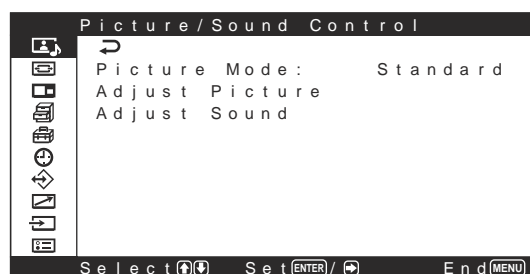 Picture/Sound Control
Picture Mode: Standard
Adjust Picture
Adjust Sound
Select Set ENTER / End MENU